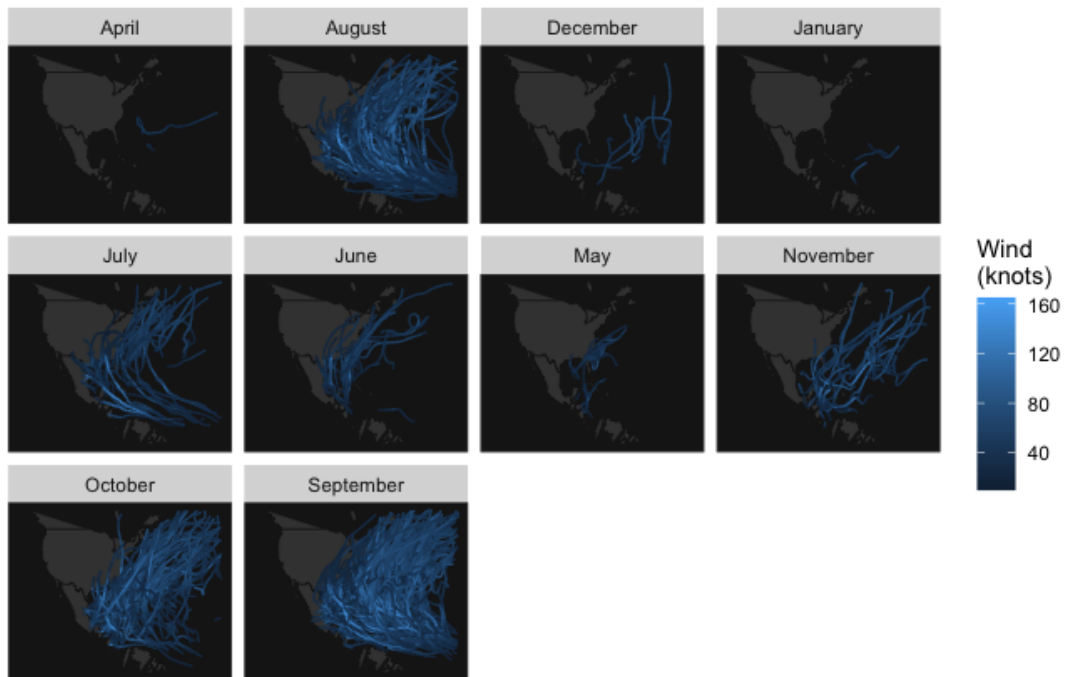 April
August
December
January
July
June
May
November
October
September
Wind
(knots)
160
120
80
40